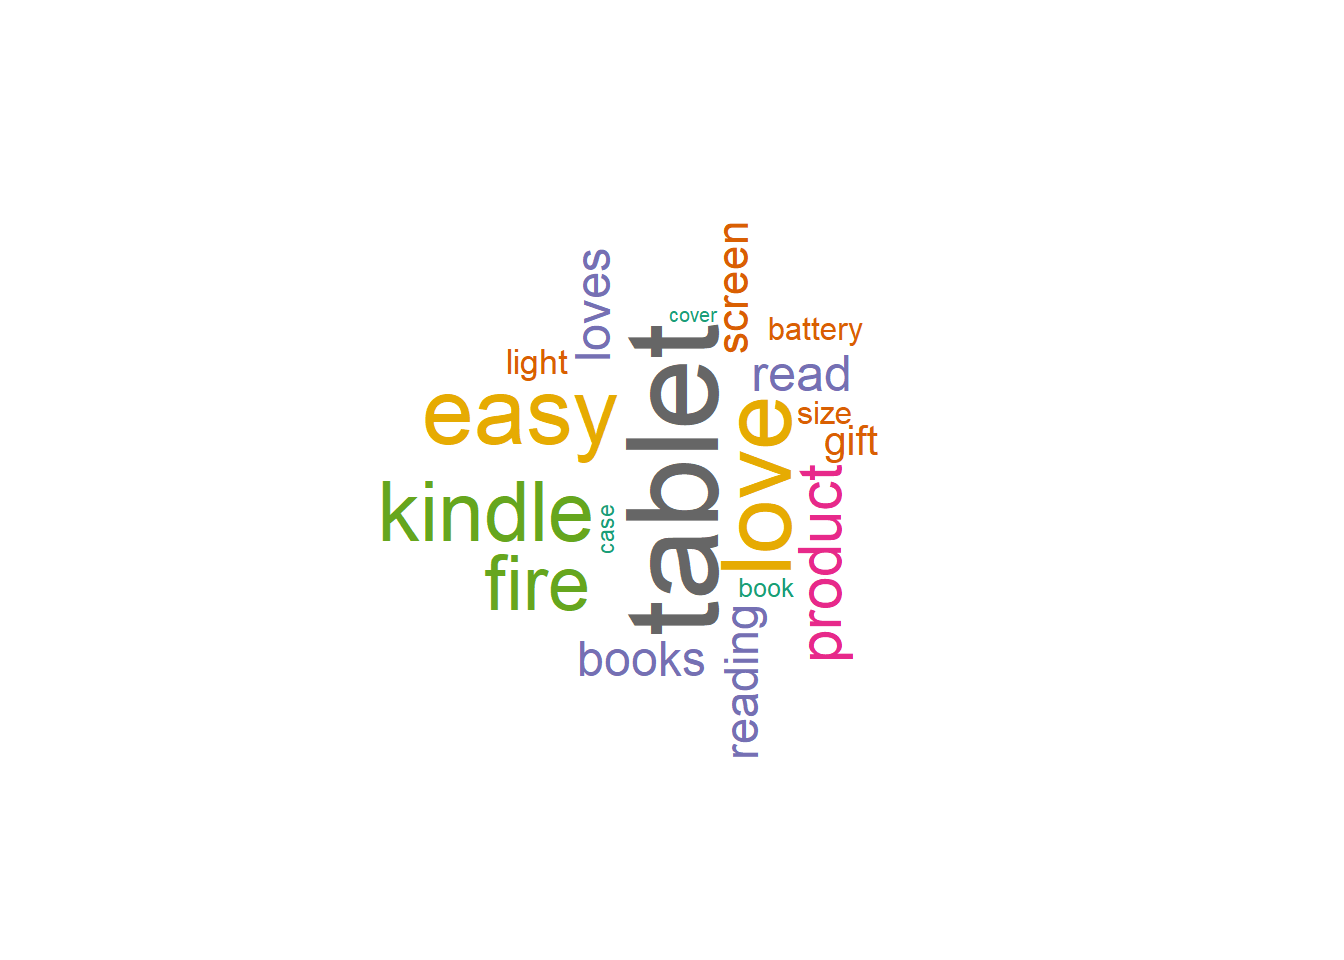 screen
loves
cover
battery
light
read
easy
tablet
love
size
gift
kindle
case
product
fire
book
books
reading